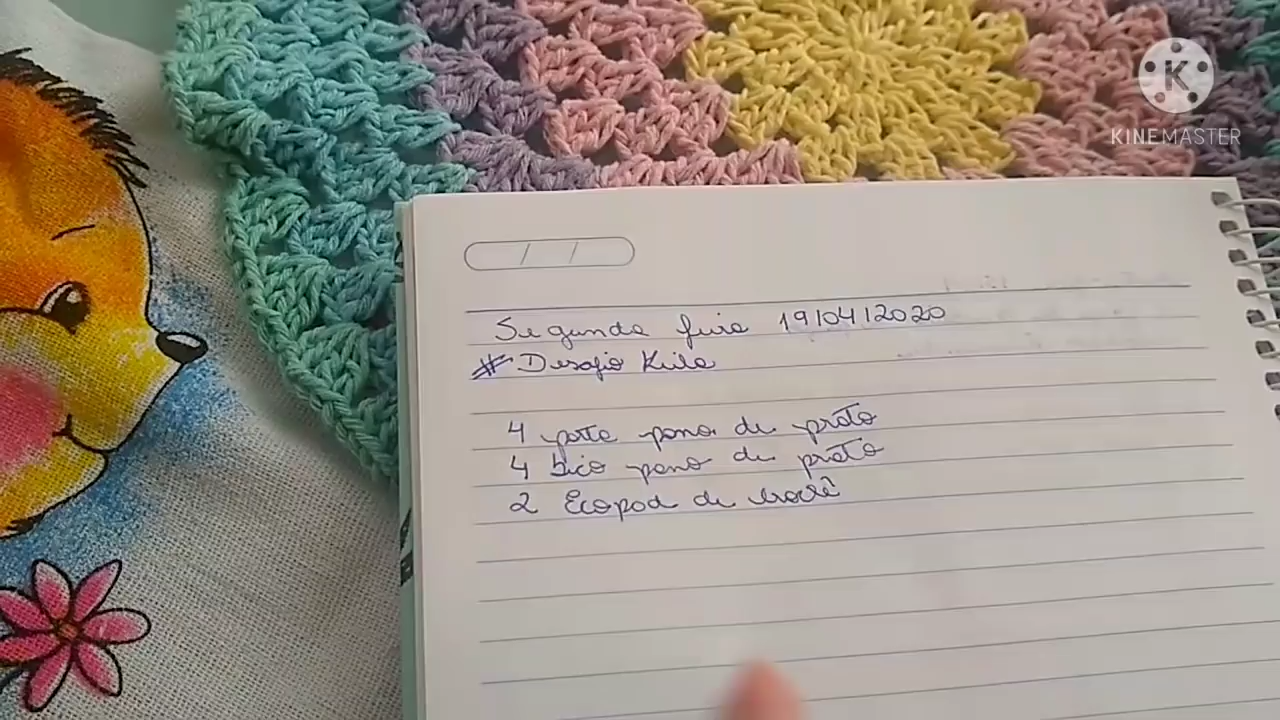 KINEMASTER
Segunda feira 19/04/2020
# Desafio Keila
4 porta pano de prato
4 bico pano de prato
2 Ecopad de crochê